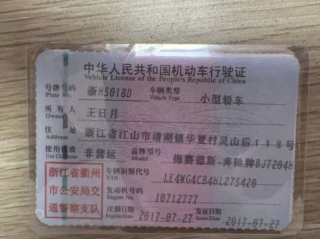 中华人民共和国机动车行驶证
Vehicle License of the People's Republic of China
号牌号码 浙H5018D 车辆类型 小型轿车
Plate No. Vehicle Type
所有人 王日月
Owner
住址 浙江省江山市清湖镇华夏村灵山后118号
Address
使用性质 非营运 品牌型号 梅赛德斯-奔驰牌BJ7204H
Use Character Model
浙江省衢州 车辆识别代号 LE4WG4CB4HL275420
VIN
市公安局交 发动机号码 10712777
Engine No.
通警察支队 注册日期 2017-07-27 发证日期 2017-07-27
Register Date Issue Date